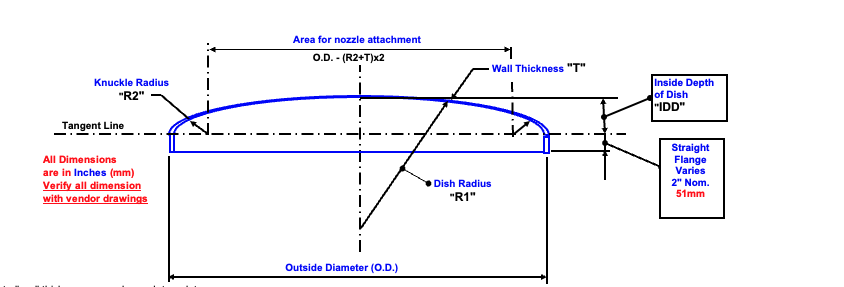 Area for nozzle attachment
O.D. - (R2+T)x2
Wall Thickness "T"
Knuckle Radius
"R2"
Inside Depth
of Dish
"IDD"
Tangent Line
Straight
Flange
Varies
2" Nom.
51mm
All Dimensions
are in Inches (mm)
Verify all dimension
with vendor drawings
Dish Radius
"R1"
Outside Diameter (O.D.)